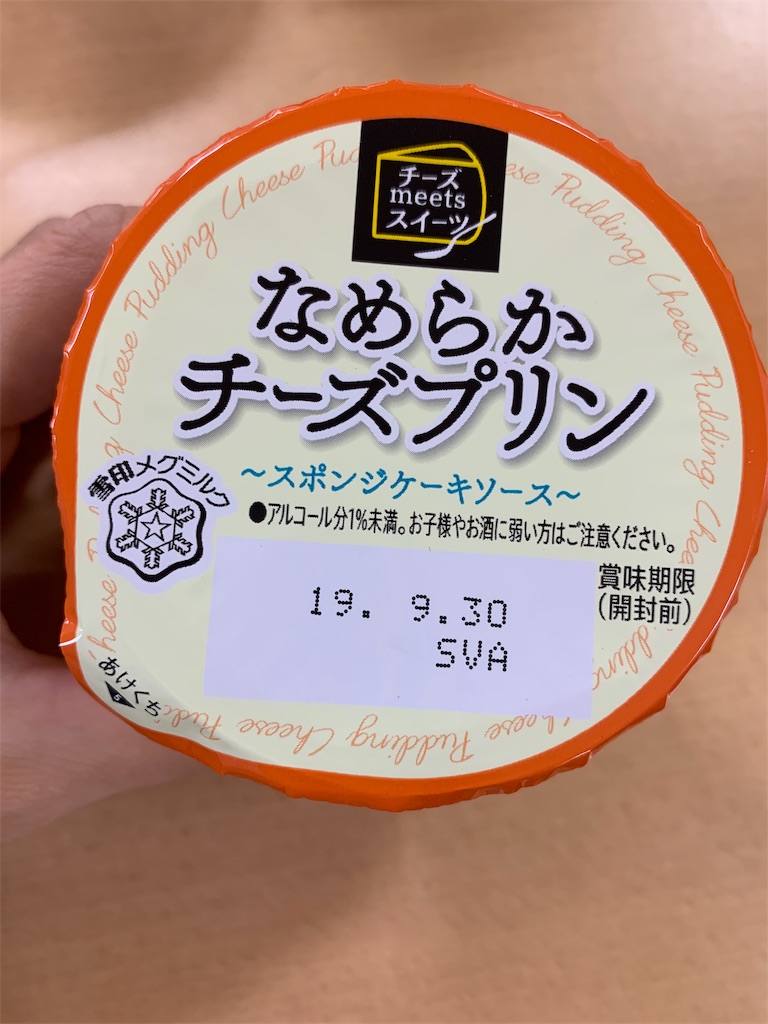 チーズ
meets
スイーツ
なめらか
チーズプリン
~スポンジケーキソース~
●アルコール分1%未満。お子様やお酒に弱い方はご注意ください。
雪印メグミルク
賞味期限
(開封前)
19. 9.30
SVA
あけくち
5
Cheese Pudding Cheese Pudding Cheese Pudding Cheese Pudding Cheese Pudding Cheese Pudding